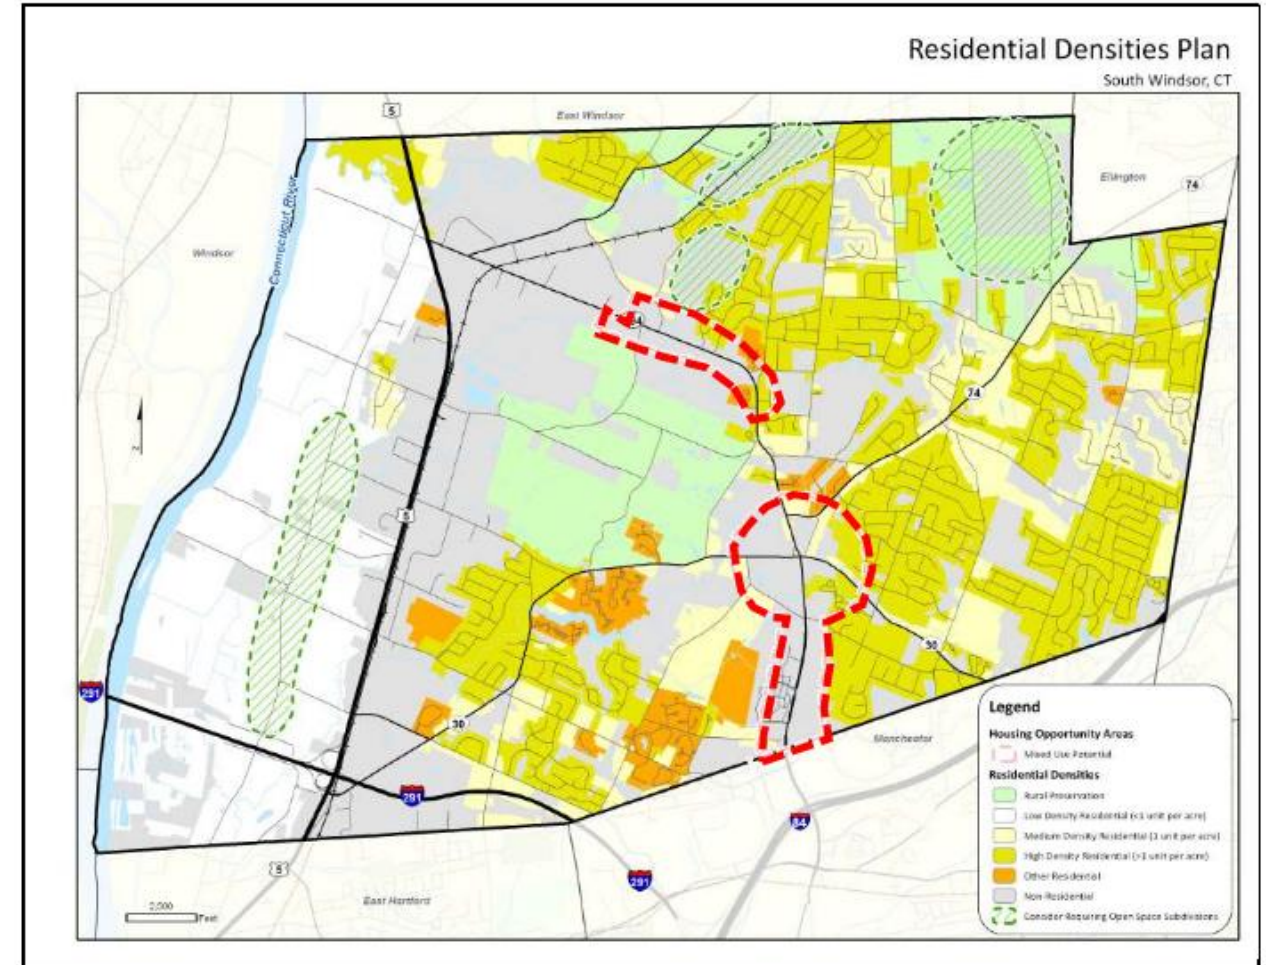 Residential Densities Plan
South Windsor, CT
5
East Windsor
Ellington
74
Windsor
Connecticut River
74
5
30
30
291
291
Manchester
84
5
291
East Hartford
2,000
Feet
N
Legend
Housing Opportunity Areas
Mixed Use Potential
Residential Densities
Rural Preservation
Low Density Residential (<1 unit per acre)
Medium Density Residential (1 unit per acre)
High Density Residential (>1 unit per acre)
Other Residential
Non-Residential
Consider Requiring Open Space Subdivisions